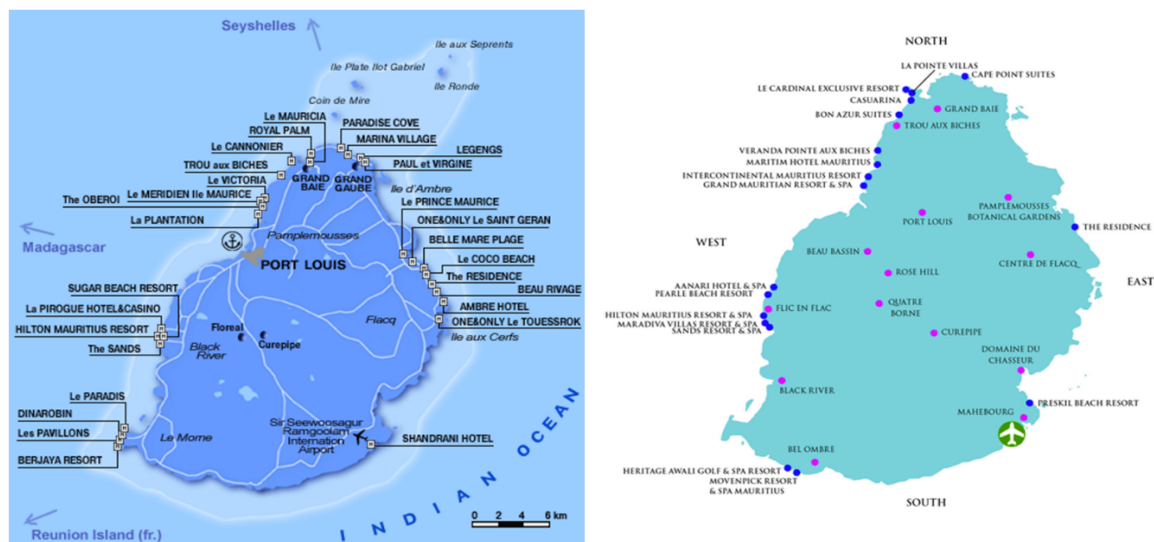 Seyshelles
Ile aux Seprents
Ile Plate Ilot Gabriel
Ile Ronde
Coin de Mire
Le MAURICIA
ROYAL PALM
PARADISE COVE
MARINA VILLAGE
Le CANNONIER
LEGENGS
TROU aux BICHES
PAUL et VIRGINE
GRAND
BAIE
GRAND
GAUBE
Le VICTORIA
Ile d'Ambre
Le MERIDIEN Ile MAURICE
The OBEROI
Le PRINCE MAURICE
La PLANTATION
ONE&ONLY Le SAINT GERAN
Pamplemousses
BELLE MARE PLAGE
Madagascar
Le COCO BEACH
PORT LOUIS
The RESIDENCE
SUGAR BEACH RESORT
BEAU RIVAGE
La PIROGUE HOTEL&CASINO
AMBRE HOTEL
HILTON MAURITIUS RESORT
Floreal
Flacq
ONE&ONLY Le TOUESSROK
Curepipe
Ile aux Cerfs
The SANDS
Black
River
Le PARADIS
DINAROBIN
Les PAVILLONS
Le Morne
BERJAYA RESORT
Sir Seewoosagur
Ramgoolam
Internation
Airport
SHANDRANI HOTEL
INDIAN OCEAN
0 2 4 6 km
Reunion Island (fr.)
NORTH
LA POINTE VILLAS
CAPE POINT SUITES
LE CARDINAL EXCLUSIVE RESORT
CASUARINA
GRAND BAIE
BON AZUR SUITES
TROU AUX BICHES
VERANDA POINTE AUX BICHES
MARITIM HOTEL MAURITIUS
INTERCONTINENTAL MAURITIUS RESORT
GRAND MAURITIAN RESORT & SPA
PAMPLEMOUSSES
BOTANICAL GARDENS
PORT LOUIS
THE RESIDENCE
WEST
BEAU BASSIN
CENTRE DE FLACQ
ROSE HILL
EAST
AANARI HOTEL & SPA
PEARLE BEACH RESORT
FLIC EN FLAC
QUATRE
BORNE
HILTON MAURITIUS RESORT & SPA
MARADIVA VILLAS RESORT & SPA
SANDS RESORT & SPA
CUREPIPE
DOMAINE DU
CHASSEUR
BLACK RIVER
PRESKIL BEACH RESORT
MAHEBOURG
BEL OMBRE
HERITAGE AWALI GOLF & SPA RESORT
MOVENPICK RESORT
& SPA MAURITIUS
SOUTH